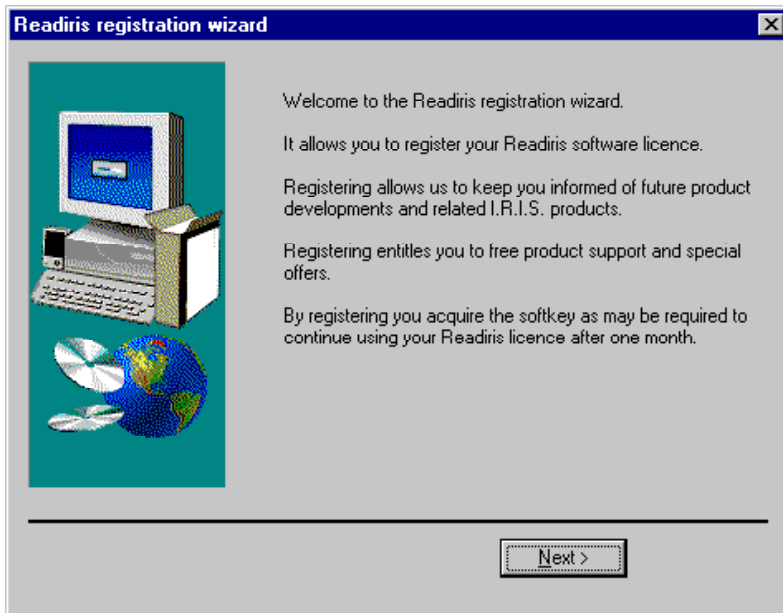 Readiris registration wizard
Welcome to the Readiris registration wizard.
It allows you to register your Readiris software licence.
Registering allows us to keep you informed of future product
developments and related I.R.I.S. products.
Registering entitles you to free product support and special
offers.
By registering you acquire the softkey as may be required to
continue using your Readiris licence after one month.
Next >